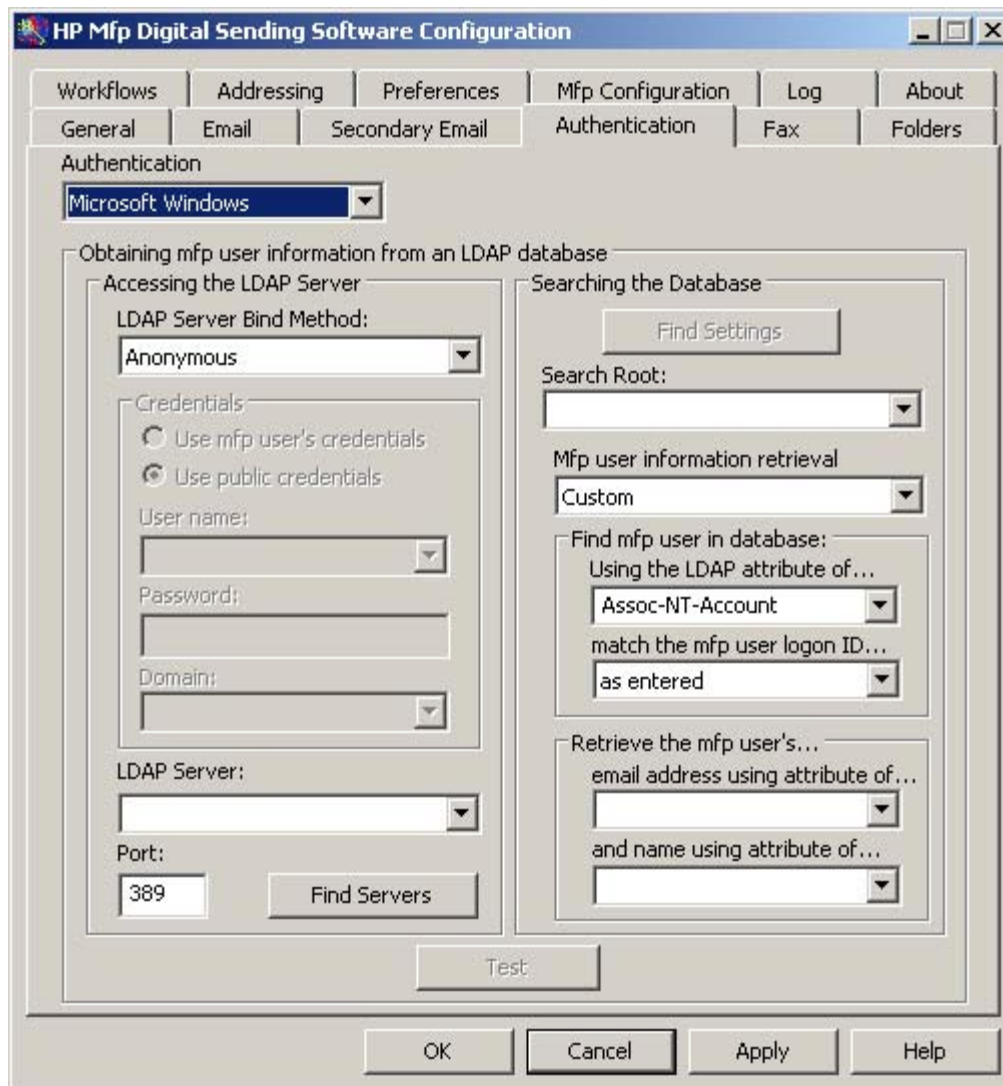 HP Mfp Digital Sending Software Configuration
Workflows
Addressing
Preferences
Mfp Configuration
Log
About
General
Email
Secondary Email
Authentication
Fax
Folders
Authentication
Microsoft Windows
Obtaining mfp user information from an LDAP database
Accessing the LDAP Server
LDAP Server Bind Method:
Anonymous
Credentials
Use mfp user's credentials
Use public credentials
User name:
Password:
Domain:
LDAP Server:
Port:
389
Find Servers
Searching the Database
Find Settings
Search Root:
Mfp user information retrieval
Custom
Find mfp user in database:
Using the LDAP attribute of...
Assoc-NT-Account
match the mfp user logon ID...
as entered
Retrieve the mfp user's...
email address using attribute of...
and name using attribute of...
Test
OK
Cancel
Apply
Help